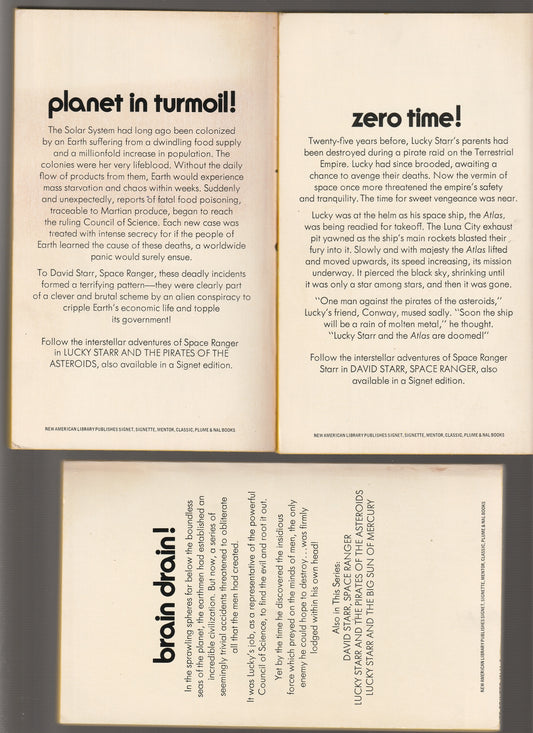 planet in turmoil!
The Solar System had long ago been colonized
by an Earth suffering from a dwindling food supply
and a millionfold increase in population. The
colonies were her very lifeblood. Without the daily
flow of products from them, Earth would experience
mass starvation and chaos within weeks. Suddenly
and unexpectedly, reports of fatal food poisoning,
traceable to Martian produce, began to reach
the ruling Council of Science. Each new case was
treated with intense secrecy for if the people of
Earth learned the cause of these deaths, a worldwide
panic would surely ensue.
To David Starr, Space Ranger, these deadly incidents
formed a terrifying pattern—they were clearly part
of a clever and brutal scheme by an alien conspiracy to
cripple Earth's economic life and topple
its government!
Follow the interstellar adventures of Space Ranger
in LUCKY STARR AND THE PIRATES OF THE
ASTEROIDS, also available in a Signet edition.
NEW AMERICAN LIBRARY PUBLISHES SIGNET, SIGNETTE, MENTOR, CLASSIC, PLUME & NAL BOOKS
zero time!
Twenty-five years before, Lucky Starr's parents had
been destroyed during a pirate raid on the Terrestrial
Empire. Lucky had since brooded, awaiting a
chance to avenge their deaths. Now the vermin of
space once more threatened the empire's safety
and tranquility. The time for sweet vengeance was near.
Lucky was at the helm as his space ship, the Atlas,
was being readied for takeoff. The Luna City exhaust
pit yawned as the ship's main rockets blasted their
fury into it. Slowly and with majesty the Atlas lifted
and moved upwards, its speed increasing, its mission
underway. It pierced the black sky, shrinking until
it was only a star among stars, and then it was gone.
"One man against the pirates of the asteroids,"
Lucky's friend, Conway, mused sadly. "Soon the ship
will be a rain of molten metal," he thought.
"Lucky Starr and the Atlas are doomed!"
Follow the interstellar adventures of Space Ranger
Starr in DAVID STARR, SPACE RANGER, also
available in a Signet edition.
NEW AMERICAN LIBRARY PUBLISHES SIGNET, SIGNETTE, MENTOR, CLASSIC, PLUME & NAL BOOKS
brain drain!
In the sprawling spheres far below the boundless
seas of the planet, the earthmen had established an
incredible civilization. But now, a series of
seemingly trivial accidents threatened to obliterate
all that the men had created.
It was Lucky's job, as a representative of the powerful
Council of Science, to find the evil and root it out.
Yet by the time he discovered the insidious
force which preyed on the minds of men, the only
enemy he could hope to destroy . . . was firmly
lodged within his own head!
Also in This Series:
DAVID STARR, SPACE RANGER
LUCKY STARR AND THE PIRATES OF THE ASTEROIDS
LUCKY STARR AND THE BIG SUN OF MERCURY
NEW AMERICAN LIBRARY PUBLISHES SIGNET, SIGNETTE, MENTOR, CLASSIC, PLUME & NAL BOOKS